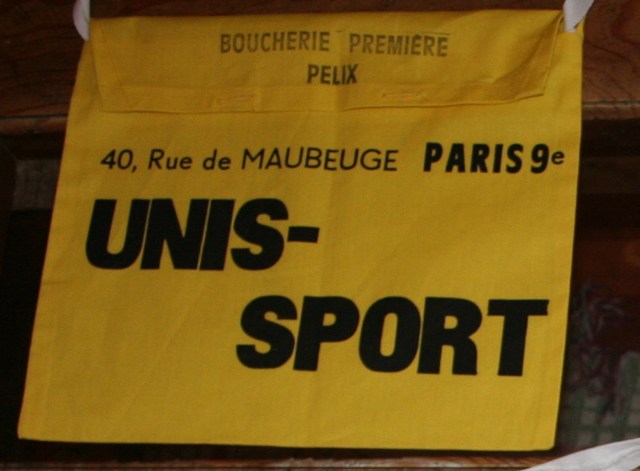 BOUCHERIE PREMIÈRE
PELIX
40, Rue de MAUBEUGE PARIS 9e
UNIS-
SPORT